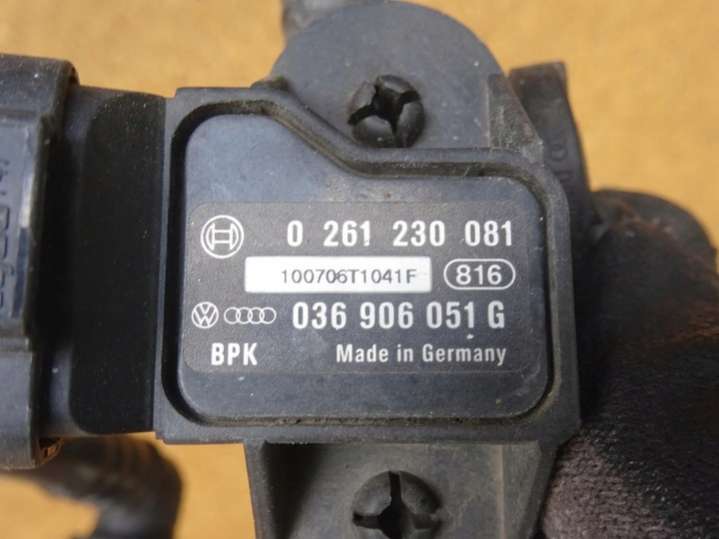 0 261 230 081
100706T1041F 816
036 906 051 G
BPK Made in Germany